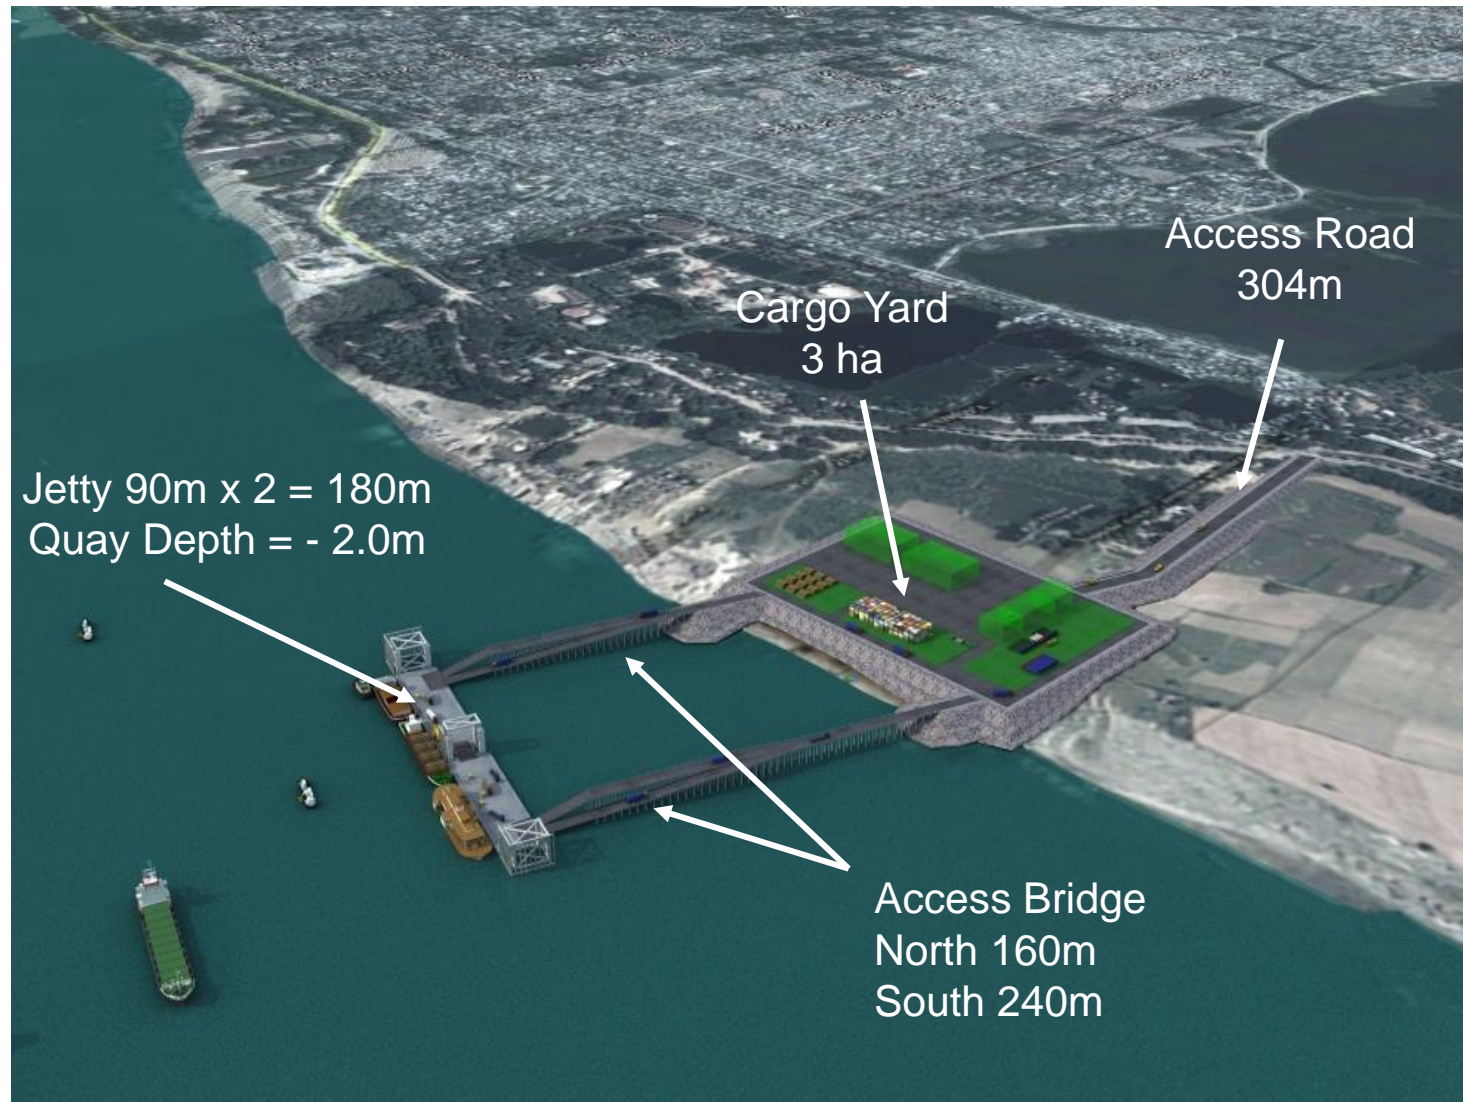 Access Road
304m
Cargo Yard
3 ha
Jetty 90m x 2 = 180m
Quay Depth = - 2.0m
Access Bridge
North 160m
South 240m